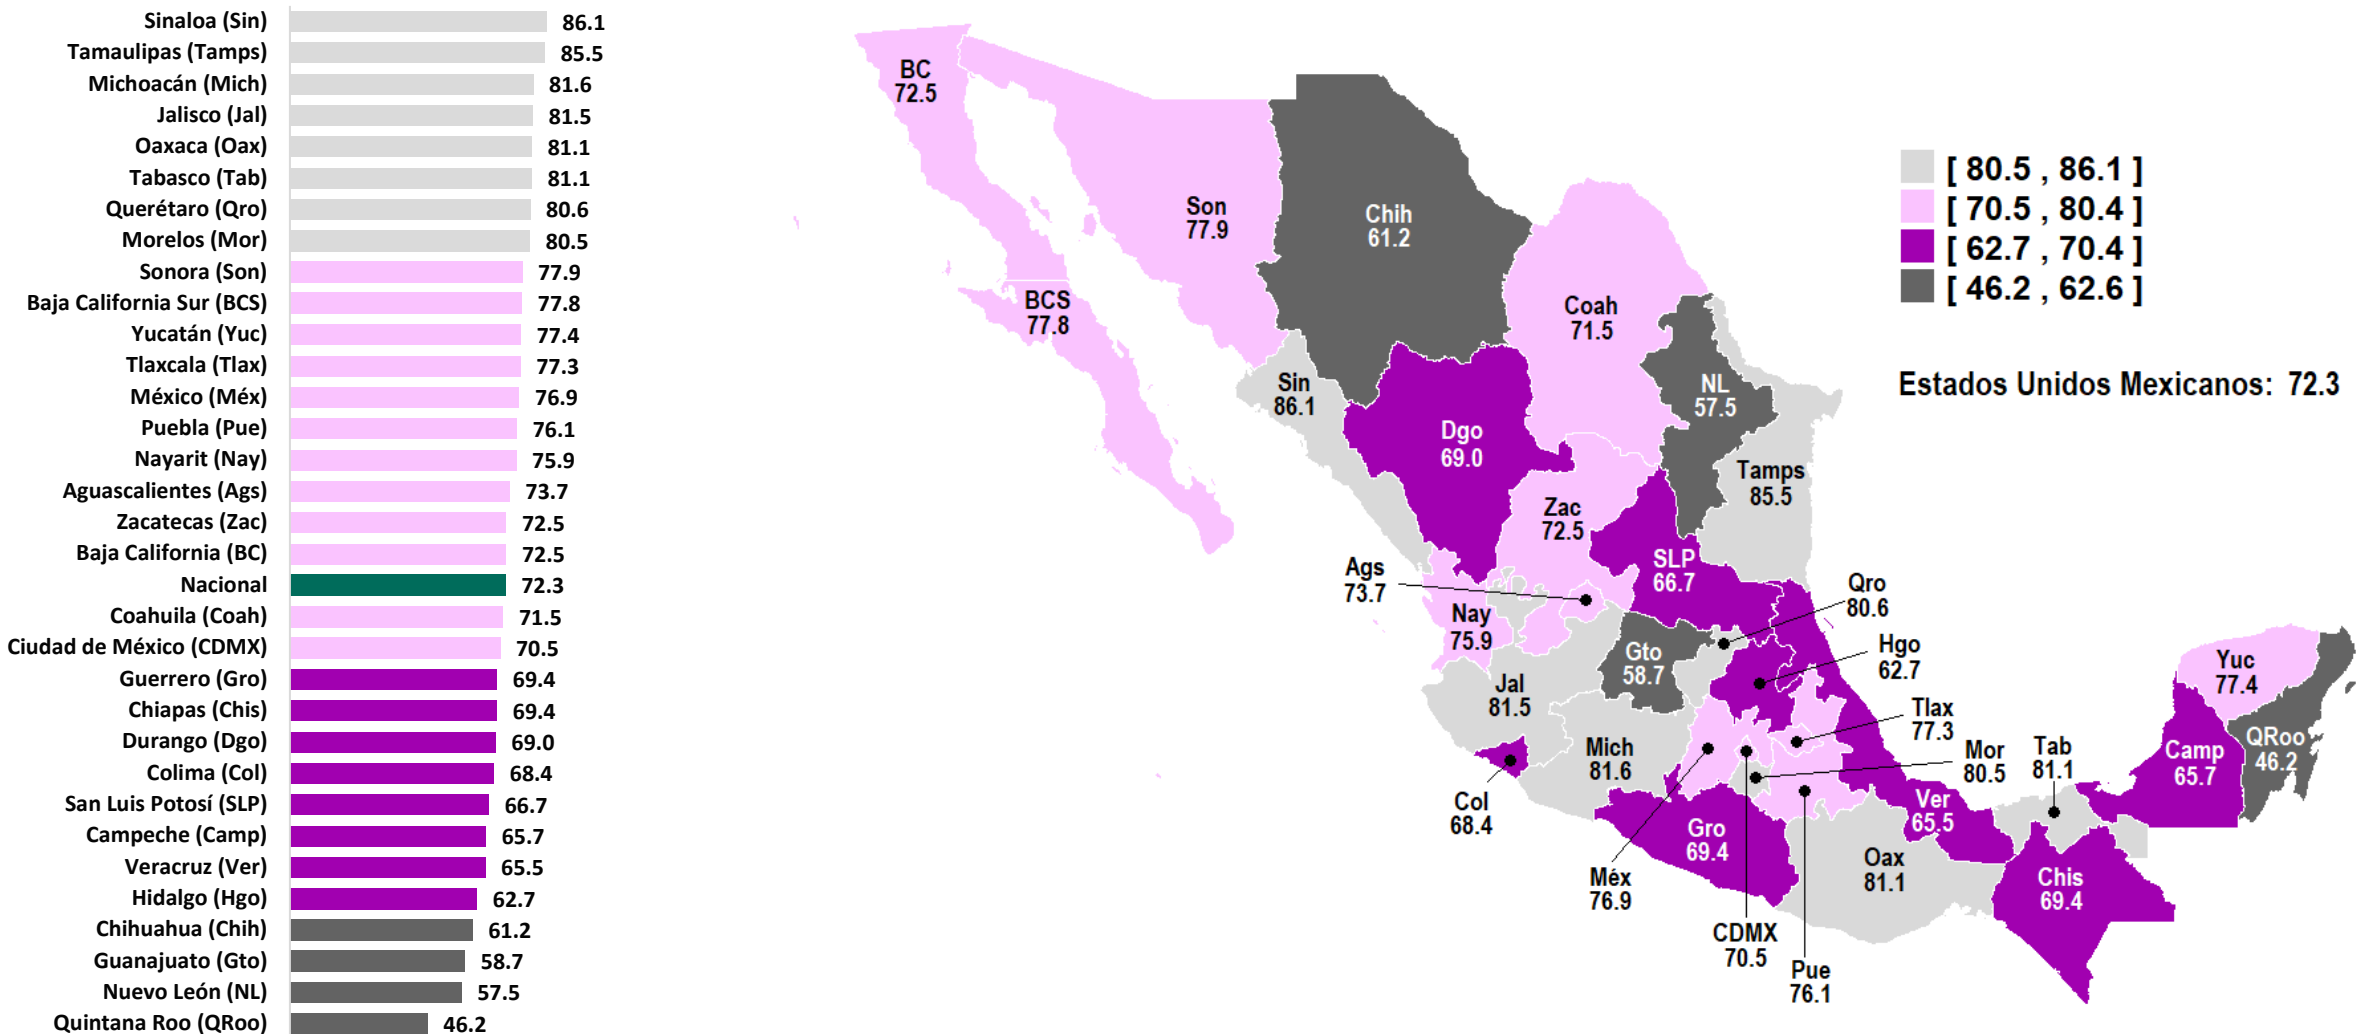 Sinaloa (Sin) 86.1
Tamaulipas (Tamps) 85.5
Michoacán (Mich) 81.6
Jalisco (Jal) 81.5
Oaxaca (Oax) 81.1
Tabasco (Tab) 81.1
Querétaro (Qro) 80.6
Morelos (Mor) 80.5
Sonora (Son) 77.9
Baja California Sur (BCS) 77.8
Yucatán (Yuc) 77.4
Tlaxcala (Tlax) 77.3
México (Méx) 76.9
Puebla (Pue) 76.1
Nayarit (Nay) 75.9
Aguascalientes (Ags) 73.7
Zacatecas (Zac) 72.5
Baja California (BC) 72.5
Nacional 72.3
Coahuila (Coah) 71.5
Ciudad de México (CDMX) 70.5
Guerrero (Gro) 69.4
Chiapas (Chis) 69.4
Durango (Dgo) 69.0
Colima (Col) 68.4
San Luis Potosí (SLP) 66.7
Campeche (Camp) 65.7
Veracruz (Ver) 65.5
Hidalgo (Hgo) 62.7
Chihuahua (Chih) 61.2
Guanajuato (Gto) 58.7
Nuevo León (NL) 57.5
Quintana Roo (QRoo) 46.2
BC
72.5
Son
77.9
Chih
61.2
BCS
77.8
Coah
71.5
Sin
86.1
NL
57.5
Dgo
69.0
Tamps
85.5
Zac
72.5
SLP
66.7
Ags
73.7
Qro
80.6
Nay
75.9
Gto
58.7
Hgo
62.7
Yuc
77.4
Jal
81.5
Tlax
77.3
Mich
81.6
Mor
80.5
Tab
81.1
Camp
65.7
QRoo
46.2
Col
68.4
Ver
65.5
Gro
69.4
Oax
81.1
Méx
76.9
Chis
69.4
CDMX
70.5
Pue
76.1
[ 80.5 , 86.1 ]
[ 70.5 , 80.4 ]
[ 62.7 , 70.4 ]
[ 46.2 , 62.6 ]
Estados Unidos Mexicanos: 72.3